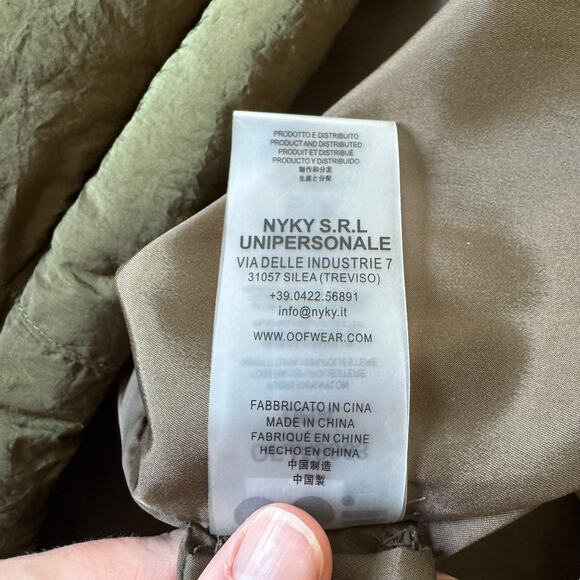 PRODOTTO E DISTRIBUITO
PRODUCT AND DISTRIBUTED
PRODUIT ET DISTRIBUÉ
PRODUCTO Y DISTRIBUIDO
制作和分发
生産と分配
NYKY S.R.L
UNIPERSONALE
VIA DELLE INDUSTRIE 7
31057 SILEA (TREVISO)
+39.0422.56891
info@nyky.it
WWW.OOFWEAR.COM
FABBRICATO IN CINA
MADE IN CHINA
FABRIQUÉ EN CHINE
HECHO EN CHINA
中国制造
中国製